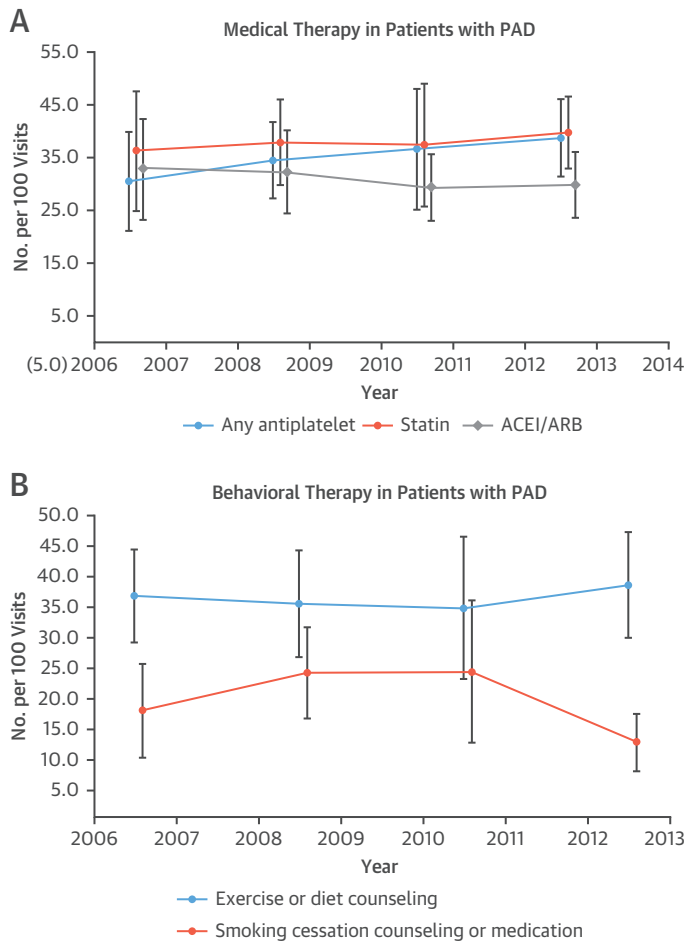 A
Medical Therapy in Patients with PAD
No. per 100 Visits
55.0
45.0
35.0
25.0
15.0
5.0
(5.0)
2006 2007 2008 2009 2010 2011 2012 2013 2014
Year
Any antiplatelet Statin ACEI/ARB
B
Behavioral Therapy in Patients with PAD
No. per 100 Visits
50.0
45.0
40.0
35.0
30.0
25.0
20.0
15.0
10.0
5.0
2006 2007 2008 2009 2010 2011 2012 2013
Year
Exercise or diet counseling
Smoking cessation counseling or medication